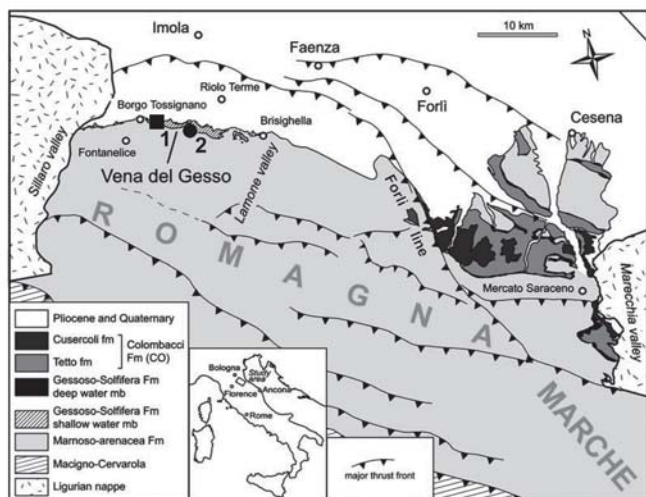 Imola
10 km
Faenza
Riolo Terme
Forlì
Borgo Tossignano
Cesena
1
2
Brisighella
Fontanelice
Sillaro valley
Vena del Gesso
Lamone valley
Forlì
line
ROMAGNA
MARCHE
Mercato Saraceno
Marecchia valley
Pliocene and Quaternary
Cusercoli fm
Tetto fm
Colombacci
Fm (CO)
Gessoso-Solfifera Fm
deep water mb
Gessoso-Solfifera Fm
shallow water mb
Marnoso-arenacea Fm
Macigno-Cervarola
Ligurian nappe
Bologna
Study
area
Florence
Ancona
Rome
major thrust front